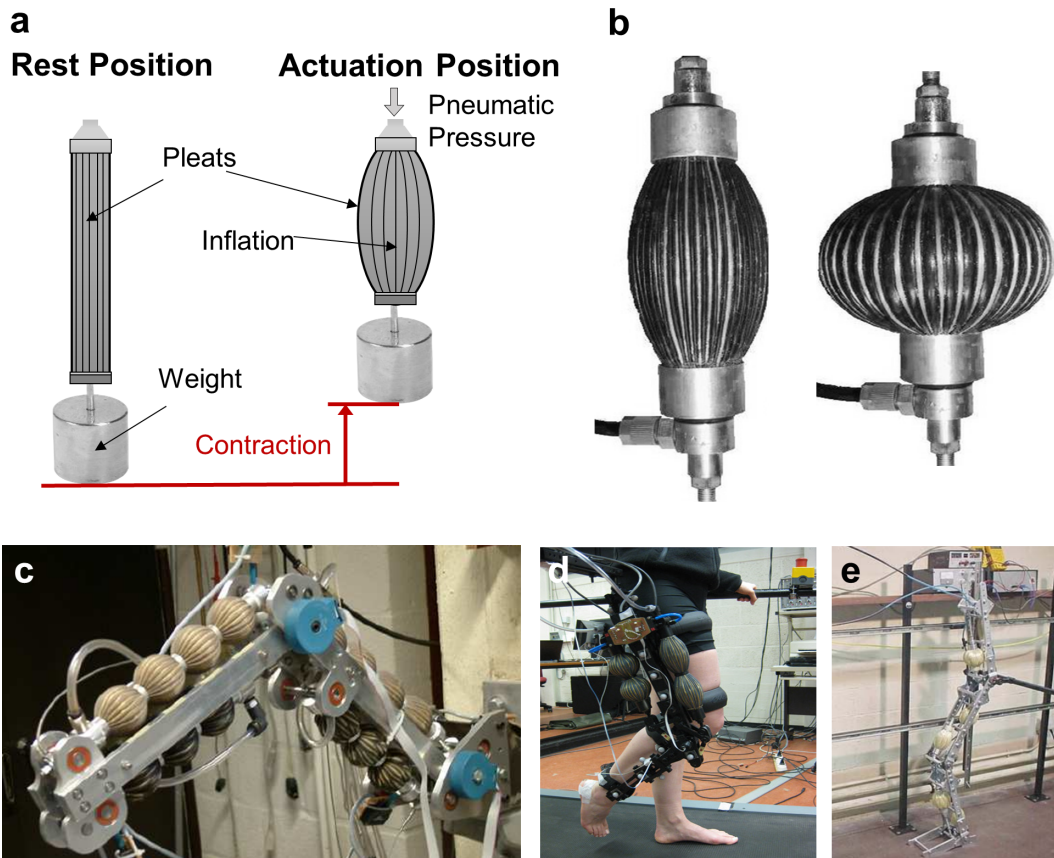 a
Rest Position
Actuation Position
Pneumatic
Pressure
Pleats
Inflation
Weight
Contraction
b
c
d
e